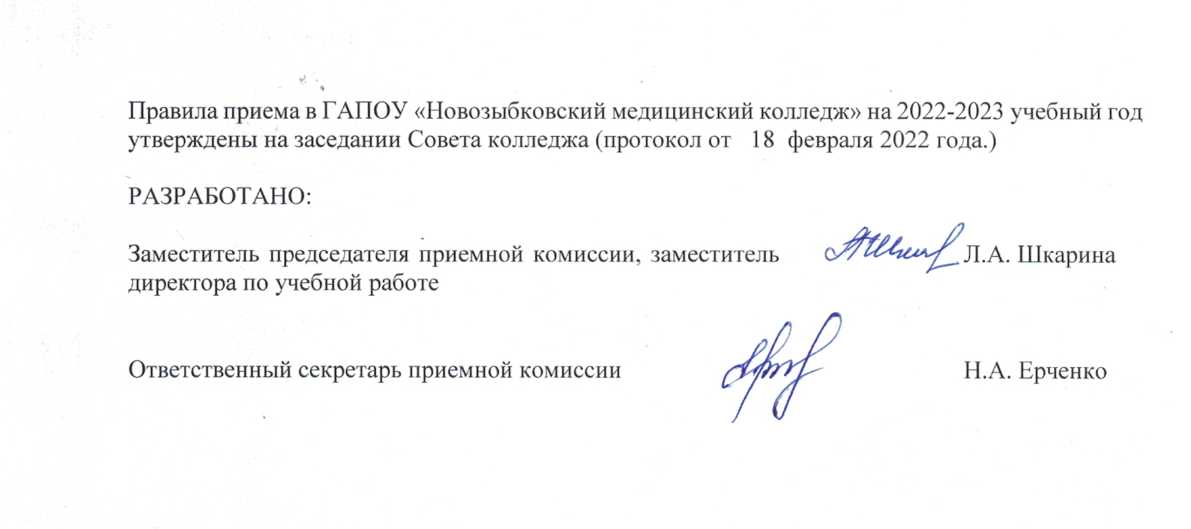 Правила приема в ГАПОУ «Новозыбковский медицинский колледж» на 2022-2023 учебный год
утверждены на заседании Совета колледжа (протокол от 18 февраля 2022 года.)
РАЗРАБОТАНО:
Заместитель председателя приемной комиссии, заместитель Л.А. Шкарина
директора по учебной работе
Ответственный секретарь приемной комиссии Н.А. Ерченко